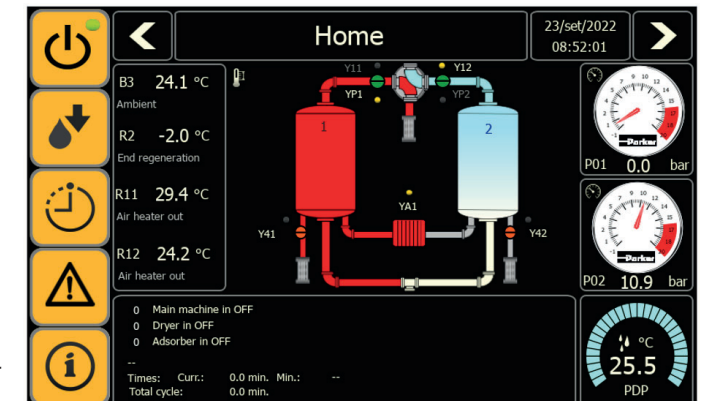 Home
23/set/2022
08:52:01
B3 24.1 °C
Ambient
R2 -2.0 °C
End regeneration
R11 29.4 °C
Air heater out
R12 24.2 °C
Air heater out
Y11
Y12
YP1
YP2
1
2
YA1
Y41
Y42
Parker
P01 0.0 bar
Parker
P02 10.9 bar
0 Main machine in OFF
0 Dryer in OFF
0 Adsorber in OFF
--
Times: Curr.: 0.0 min. Min.: --
Total cycle: 0.0 min.
°C
25.5
PDP